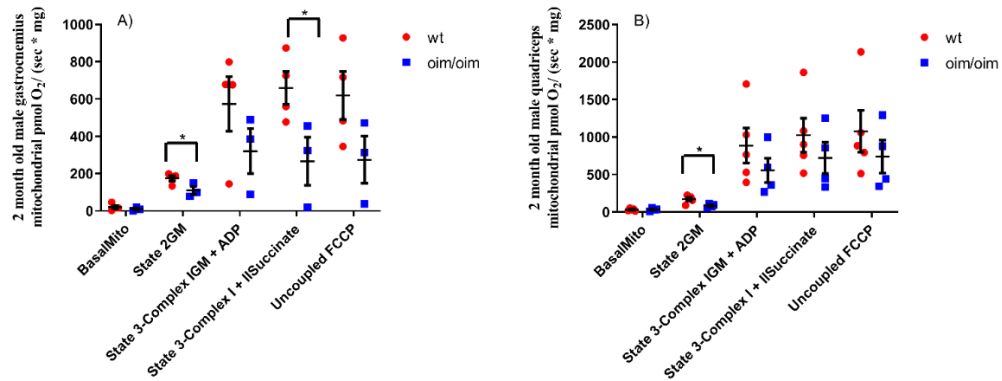 A)
2 month old male gastrocnemius
mitochondrial pmol O2/ (sec * mg)
1000
800
600
400
200
0
*
*
wt
oim/oim
BasalMito
State 2GM
State 3-Complex IGM + ADP
State 3-Complex I + IISuccinate
Uncoupled FCCP
B)
2 month old male quadriceps
mitochondrial pmol O2/ (sec * mg)
2500
2000
1500
1000
500
0
*
wt
oim/oim
BasalMito
State 2GM
State 3-Complex IGM + ADP
State 3-Complex I + IISuccinate
Uncoupled FCCP